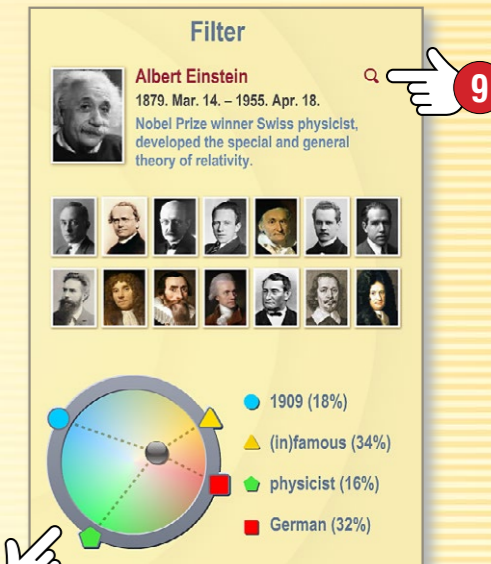 Filter
Albert Einstein
1879. Mar. 14. – 1955. Apr. 18.
Nobel Prize winner Swiss physicist,
developed the special and general
theory of relativity.
9
1909 (18%)
(in)famous (34%)
physicist (16%)
German (32%)